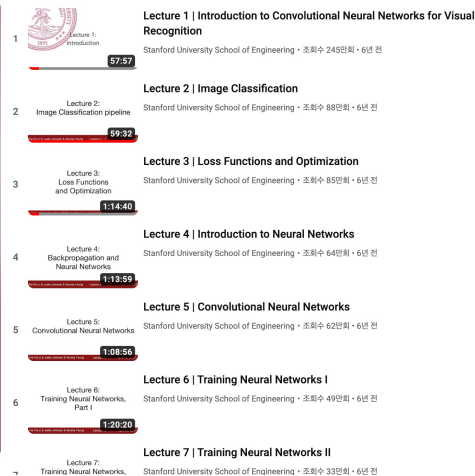 1
Lecture 1:
Introduction
1891
57:57
Lecture 1 | Introduction to Convolutional Neural Networks for Visual
Recognition
Stanford University School of Engineering • 조회수 245만회 • 6년 전
2
Lecture 2:
Image Classification pipeline
59:32
Lecture 2 | Image Classification
Stanford University School of Engineering • 조회수 88만회 • 6년 전
3
Lecture 3:
Loss Functions
and Optimization
1:14:40
Lecture 3 | Loss Functions and Optimization
Stanford University School of Engineering • 조회수 85만회 • 6년 전
4
Lecture 4:
Backpropagation and
Neural Networks
1:13:59
Lecture 4 | Introduction to Neural Networks
Stanford University School of Engineering • 조회수 64만회 • 6년 전
5
Lecture 5:
Convolutional Neural Networks
1:08:56
Lecture 5 | Convolutional Neural Networks
Stanford University School of Engineering • 조회수 62만회 • 6년 전
6
Lecture 6:
Training Neural Networks,
Part I
1:20:20
Lecture 6 | Training Neural Networks I
Stanford University School of Engineering • 조회수 49만회 • 6년 전
7
Lecture 7:
Training Neural Networks,
Lecture 7 | Training Neural Networks II
Stanford University School of Engineering • 조회수 33만회 • 6년 전